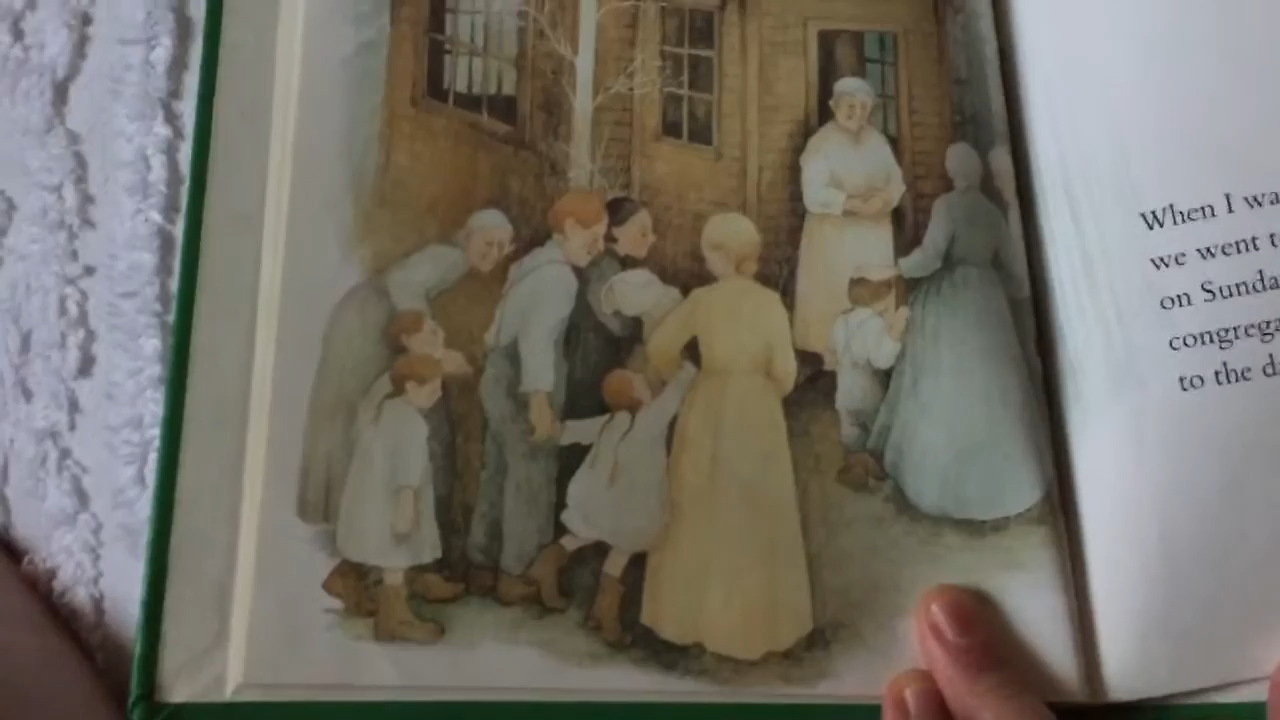 When I wa
we went t
on Sunda
congrega
to the d